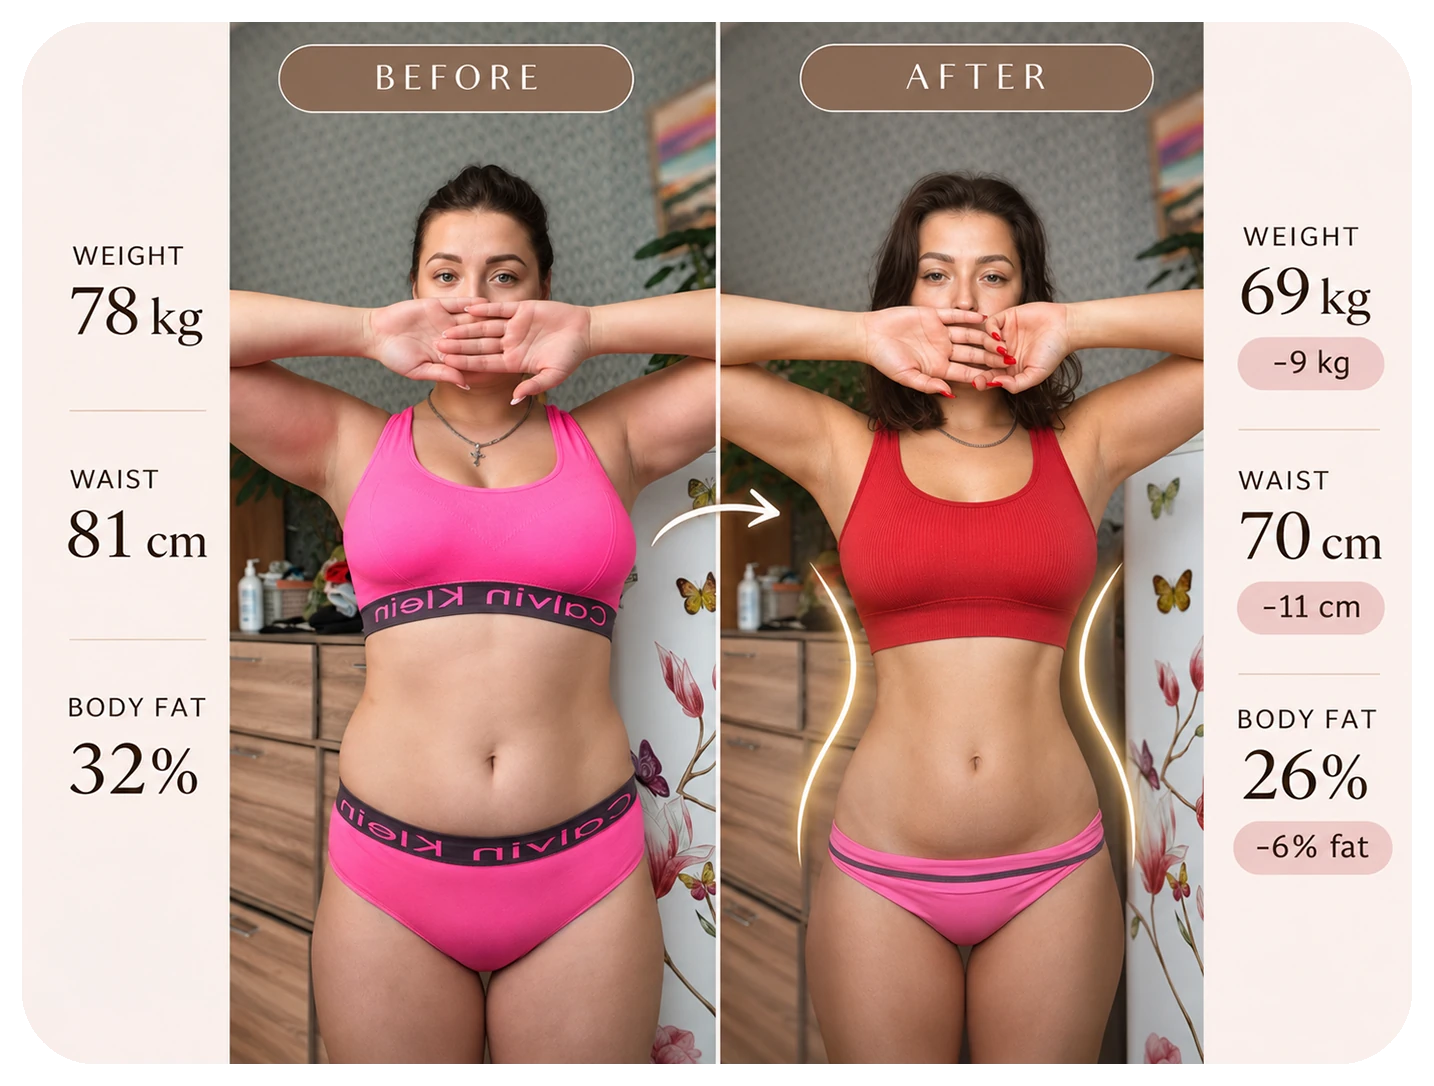 BEFORE
AFTER
WEIGHT
78 kg
WAIST
81 cm
BODY FAT
32%
Calvin Klein
Calvin Klein
WEIGHT
69 kg
-9 kg
WAIST
70 cm
-11 cm
BODY FAT
26%
-6% fat